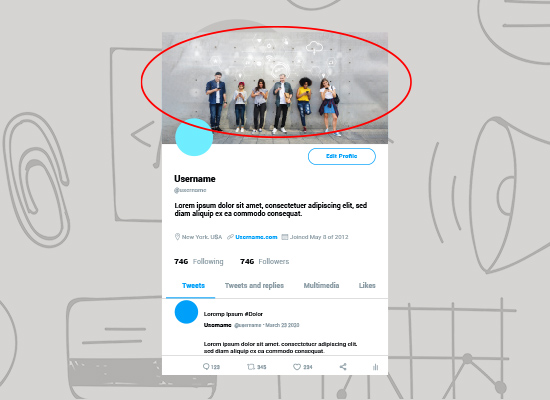 Edit Profile
Username
@username
Lorem ipsum dolor sit amet, consectetuer adipiscing elit, sed
diam aliquip ex ea commodo consequat.
New York, USA Username.com Joined May 8 of 2012
746 Following 746 Followers
Tweets Tweets and replies Multimedia Likes
Loremp Ipsum #Dolor
Username @username • March 23 2020
Lorem ipsum dolor sit amet, consectetuer adipiscing elit,
sed diam aliquip ex ea commodo consequat.
123 343 234